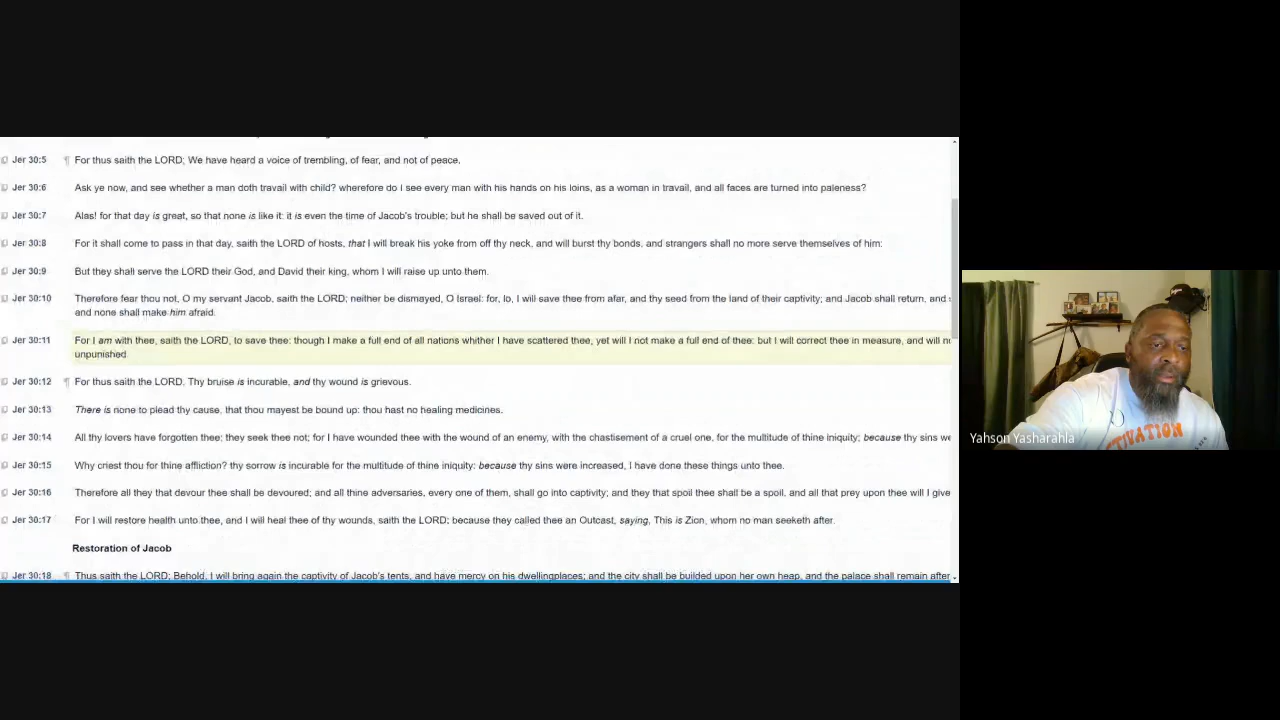 Jer 30:5 ¶ For thus saith the LORD; We have heard a voice of trembling, of fear, and not of peace.
Jer 30:6 Ask ye now, and see whether a man doth travail with child? wherefore do I see every man with his hands on his loins, as a woman in travail, and all faces are turned into paleness?
Jer 30:7 Alas! for that day is great, so that none is like it: it is even the time of Jacob's trouble; but he shall be saved out of it.
Jer 30:8 For it shall come to pass in that day, saith the LORD of hosts, that I will break his yoke from off thy neck, and will burst thy bonds, and strangers shall no more serve themselves of him:
Jer 30:9 But they shall serve the LORD their God, and David their king, whom I will raise up unto them.
Jer 30:10 Therefore fear thou not, O my servant Jacob, saith the LORD; neither be dismayed, O Israel: for, lo, I will save thee from afar, and thy seed from the land of their captivity; and Jacob shall return, and
and none shall make him afraid.
Jer 30:11 For I am with thee, saith the LORD, to save thee: though I make a full end of all nations whither I have scattered thee, yet will I not make a full end of thee: but I will correct thee in measure, and will
unpunished.
Jer 30:12 ¶ For thus saith the LORD, Thy bruise is incurable, and thy wound is grievous.
Jer 30:13 There is none to plead thy cause, that thou mayest be bound up: thou hast no healing medicines.
Jer 30:14 All thy lovers have forgotten thee; they seek thee not; for I have wounded thee with the wound of an enemy, with the chastisement of a cruel one, for the multitude of thine iniquity; because thy sins we
Jer 30:15 Why criest thou for thine affliction? thy sorrow is incurable for the multitude of thine iniquity: because thy sins were increased, I have done these things unto thee.
Jer 30:16 Therefore all they that devour thee shall be devoured; and all thine adversaries, every one of them, shall go into captivity; and they that spoil thee shall be a spoil, and all that prey upon thee will I give
Jer 30:17 For I will restore health unto thee, and I will heal thee of thy wounds, saith the LORD; because they called thee an Outcast, saying, This is Zion, whom no man seeketh after.
Restoration of Jacob
Jer 30:18 ¶ Thus saith the LORD; Behold, I will bring again the captivity of Jacob's tents, and have mercy on his dwellingplaces; and the city shall be builded upon her own heap, and the palace shall remain after
Yahson Yasharahla